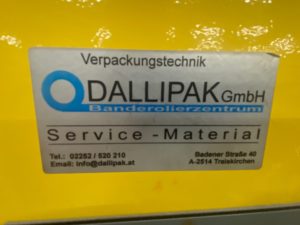 Verpackungstechnik
DALLIPAK GmbH
Banderolierzentrum
Service - Material
Tel.: 02252 / 520 210
Badener Straße 40
Email: info@dallipak.at
A-2514 Traiskirchen